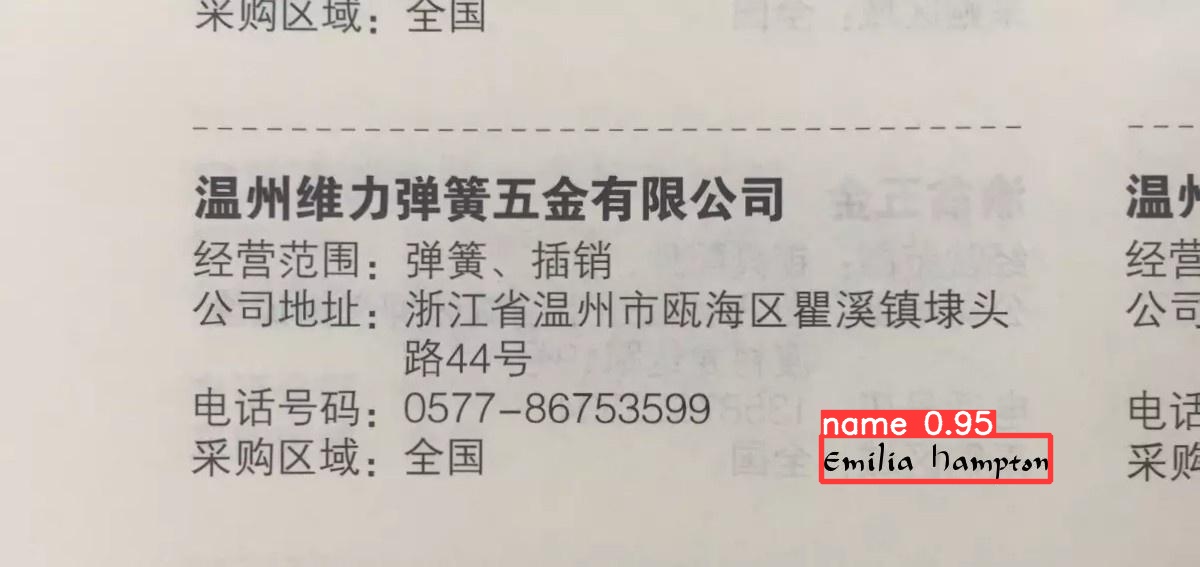 采购区域：全国
温州维力弹簧五金有限公司
经营范围：弹簧、插销
公司地址：浙江省温州市瓯海区瞿溪镇埭头
路44号
电话号码：0577-86753599
采购区域：全国
name 0.95
Emilia Hampton
温州
经营
公司
电话
采购